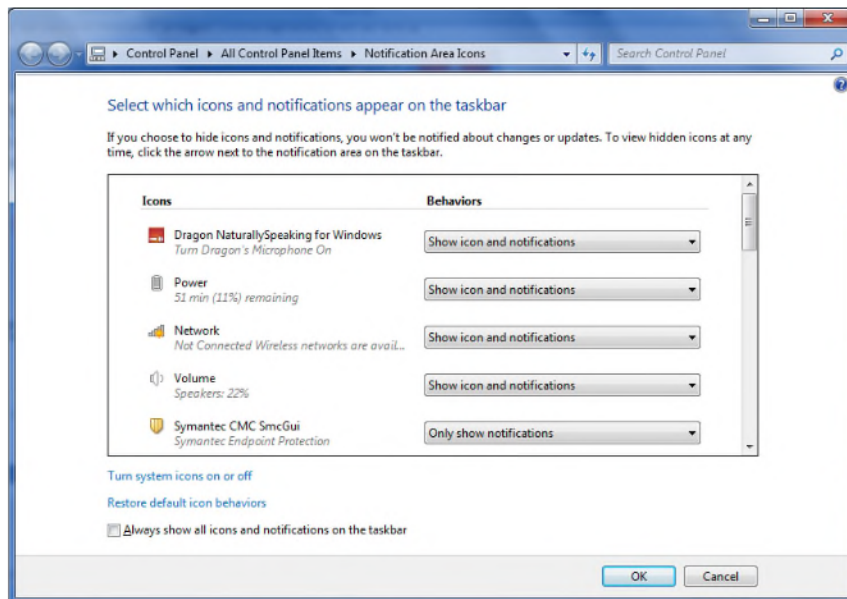 Control Panel ▸ All Control Panel Items ▸ Notification Area Icons
Search Control Panel
Select which icons and notifications appear on the taskbar
If you choose to hide icons and notifications, you won't be notified about changes or updates. To view hidden icons at any
time, click the arrow next to the notification area on the taskbar.
Icons Behaviors
Dragon NaturallySpeaking for Windows
Turn Dragon's Microphone On
Show icon and notifications
Power
51 min (11%) remaining
Show icon and notifications
Network
Not Connected Wireless networks are avail...
Show icon and notifications
Volume
Speakers: 22%
Show icon and notifications
Symantec CMC SmcGui
Symantec Endpoint Protection
Only show notifications
Turn system icons on or off
Restore default icon behaviors
Always show all icons and notifications on the taskbar
OK Cancel